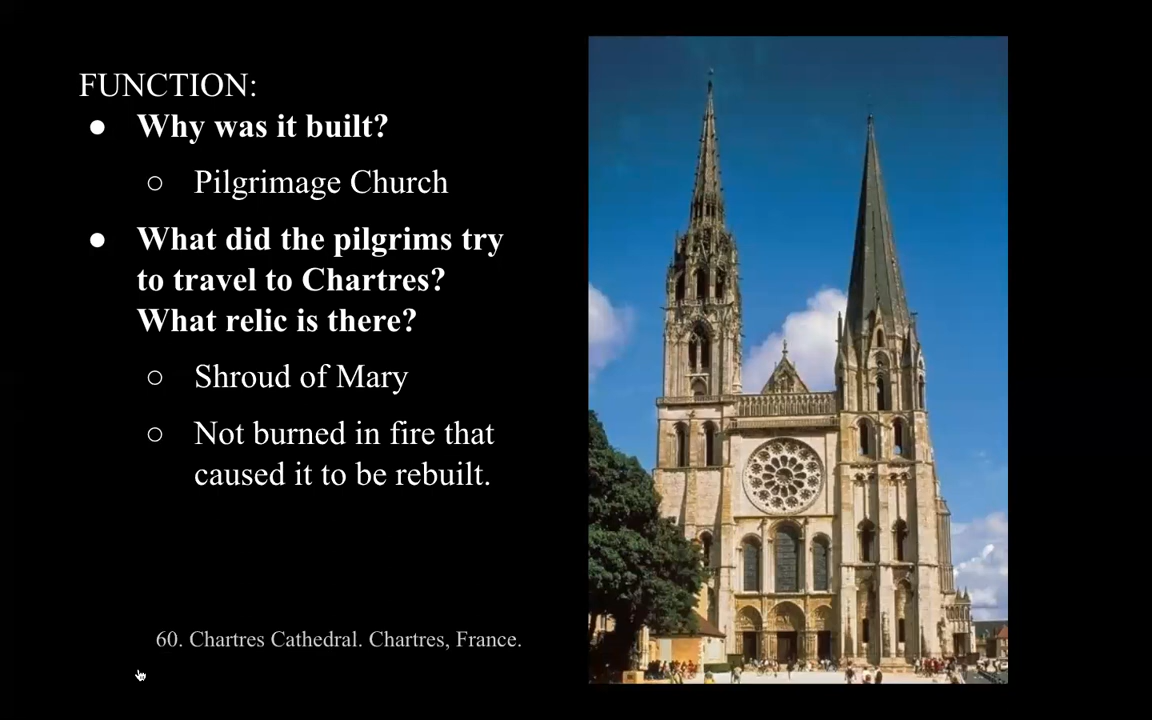 FUNCTION:
● Why was it built?
○ Pilgrimage Church
● What did the pilgrims try
to travel to Chartres?
What relic is there?
○ Shroud of Mary
○ Not burned in fire that
caused it to be rebuilt.
60. Chartres Cathedral. Chartres, France.